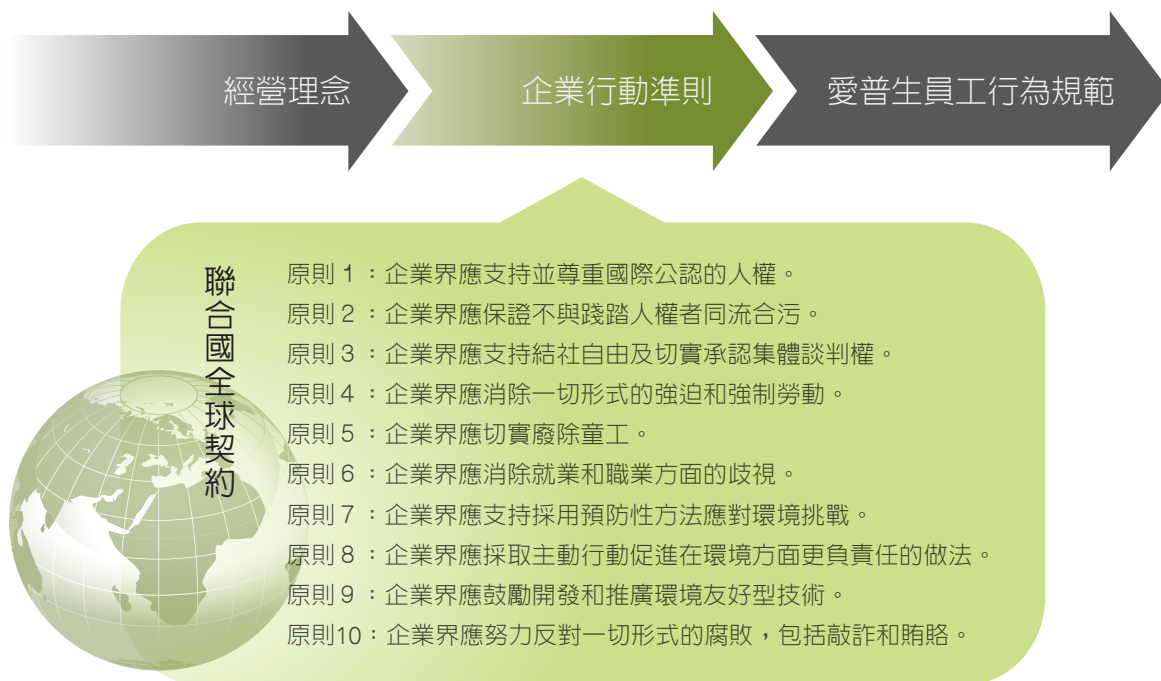 經營理念
企業行動準則
愛普生員工行為規範
聯合國全球契約
原則 1 ：企業界應支持並尊重國際公認的人權。
原則 2 ：企業界應保證不與踐踏人權者同流合污。
原則 3 ：企業界應支持結社自由及切實承認集體談判權。
原則 4 ：企業界應消除一切形式的強迫和強制勞動。
原則 5 ：企業界應切實廢除童工。
原則 6 ：企業界應消除就業和職業方面的歧視。
原則 7 ：企業界應支持採用預防性方法應對環境挑戰。
原則 8 ：企業界應採取主動行動促進在環境方面更負責任的做法。
原則 9 ：企業界應鼓勵開發和推廣環境友好型技術。
原則10：企業界應努力反對一切形式的腐敗，包括敲詐和賄賂。